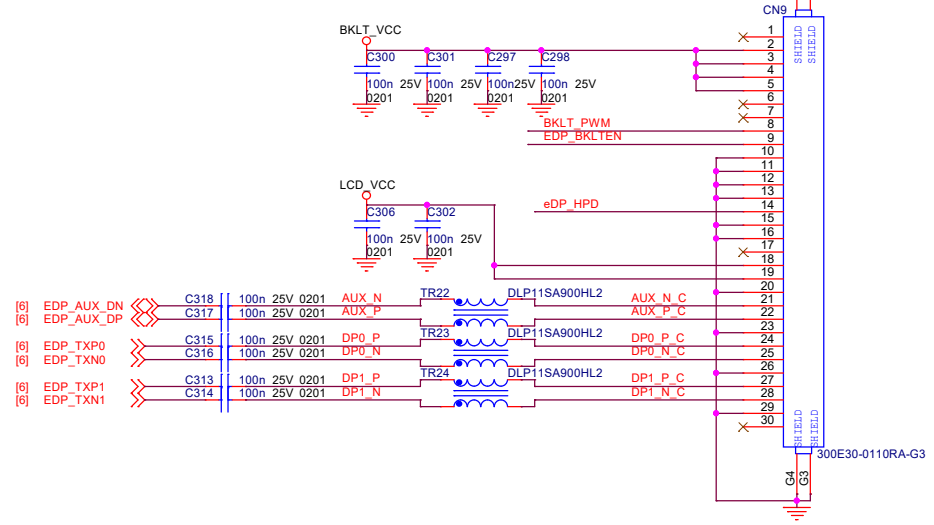 CN9
BKLT_VCC
C300 C301 C297 C298
100n 25V 100n 25V 100n 25V 100n 25V
0201 0201 0201 0201
SHIELD SHIELD
1
2
3
4
5
6
7
BKLT_PWM 8
EDP_BKLTEN 9
10
11
12
13
eDP_HPD 14
15
16
17
18
19
20
LCD_VCC
C306 C302
100n 25V 100n 25V
0201 0201
[6] EDP_AUX_DN C318 100n 25V 0201 AUX_N TR22 DLP11SA900HL2 AUX_N_C 21
[6] EDP_AUX_DP C317 100n 25V 0201 AUX_P AUX_P_C 22
TR23 DLP11SA900HL2 23
[6] EDP_TXP0 C315 100n 25V 0201 DP0_P DP0_P_C 24
[6] EDP_TXN0 C316 100n 25V 0201 DP0_N DP0_N_C 25
TR24 DLP11SA900HL2 26
[6] EDP_TXP1 C313 100n 25V 0201 DP1_P DP1_P_C 27
[6] EDP_TXN1 C314 100n 25V 0201 DP1_N DP1_N_C 28
29
30
SHIELD SHIELD
300E30-0110RA-G3
G4 G3